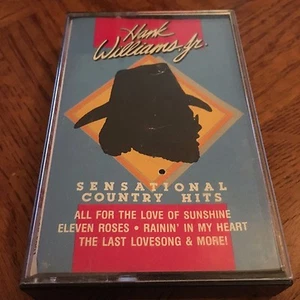 Hank
Williams, Jr.
SENSATIONAL
COUNTRY HITS
ALL FOR THE LOVE OF SUNSHINE
ELEVEN ROSES • RAININ' IN MY HEART
THE LAST LOVESONG & MORE!